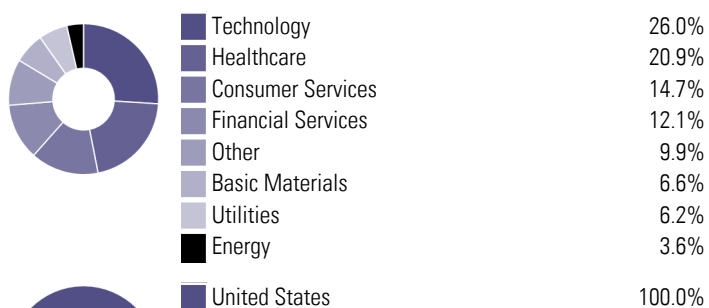 Technology 26.0%
Healthcare 20.9%
Consumer Services 14.7%
Financial Services 12.1%
Other 9.9%
Basic Materials 6.6%
Utilities 6.2%
Energy 3.6%
United States 100.0%